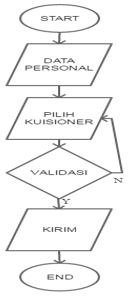 START
DATA
PERSONAL
PILIH
KUISIONER
VALIDASI
N
Y
KIRIM
END